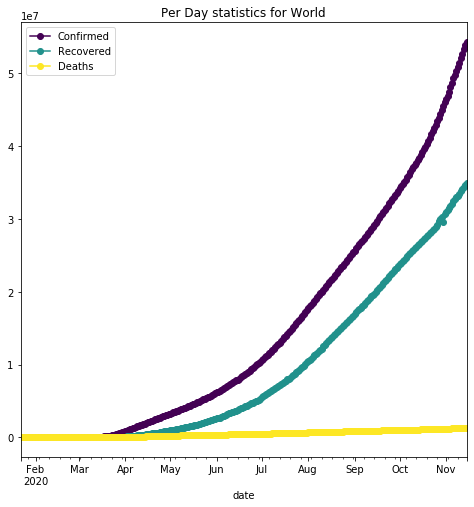 Per Day statistics for World
1e7
Confirmed
Recovered
Deaths
5
4
3
2
1
0
Feb Mar Apr May Jun Jul Aug Sep Oct Nov
2020
date